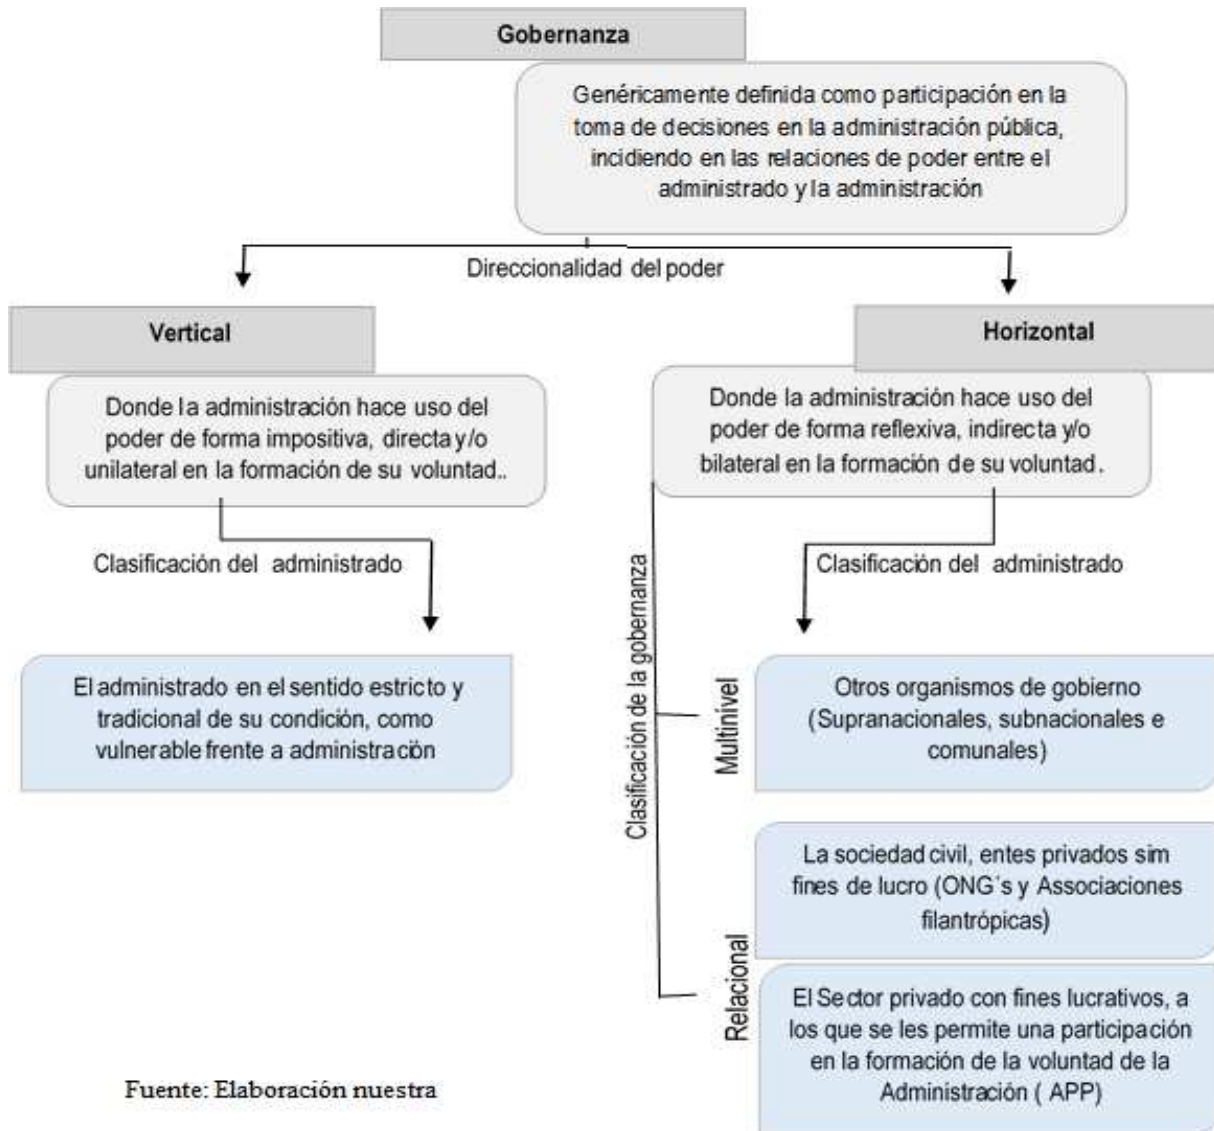 Gobernanza
Genéricamente definida como participación en la
toma de decisiones en la administración pública,
incidiendo en las relaciones de poder entre el
administrado y la administración
Direccionalidad del poder
Vertical
Donde la administración hace uso del
poder de forma impositiva, directa y/o
unilateral en la formación de su voluntad..
Clasificación del administrado
El administrado en el sentido estricto y
tradicional de su condición, como
vulnerable frente a administración
Horizontal
Donde la administración hace uso del
poder de forma reflexiva, indirecta y/o
bilateral en la formación de su voluntad.
Clasificación de la gobernanza
Clasificación del administrado
Multinível
Otros organismos de gobierno
(Supranacionales, subnacionales e
comunales)
Relacional
La sociedad civil, entes privados sim
fines de lucro (ONG´s y Associaciones
filantrópicas)
El Sector privado con fines lucrativos, a
los que se les permite una participación
en la formación de la voluntad de la
Administración ( APP)
Fuente: Elaboración nuestra